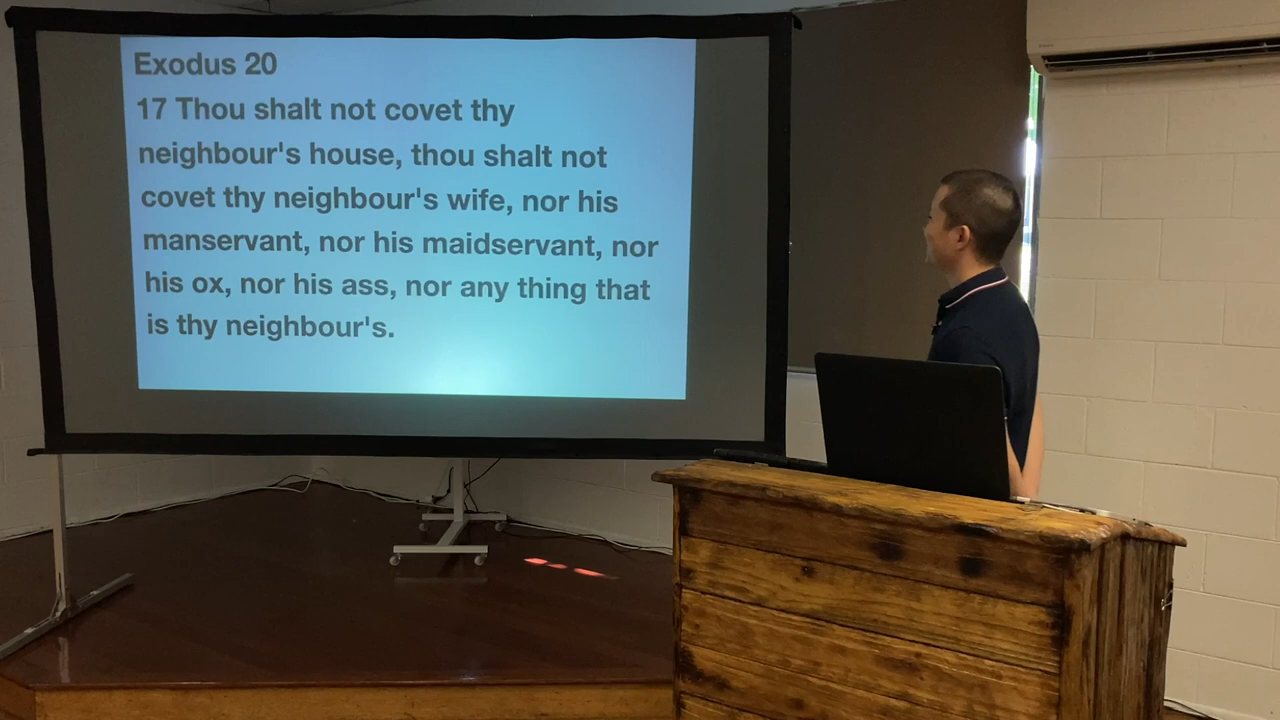 Exodus 20
17 Thou shalt not covet thy
neighbour's house, thou shalt not
covet thy neighbour's wife, nor his
manservant, nor his maidservant, nor
his ox, nor his ass, nor any thing that
is thy neighbour's.